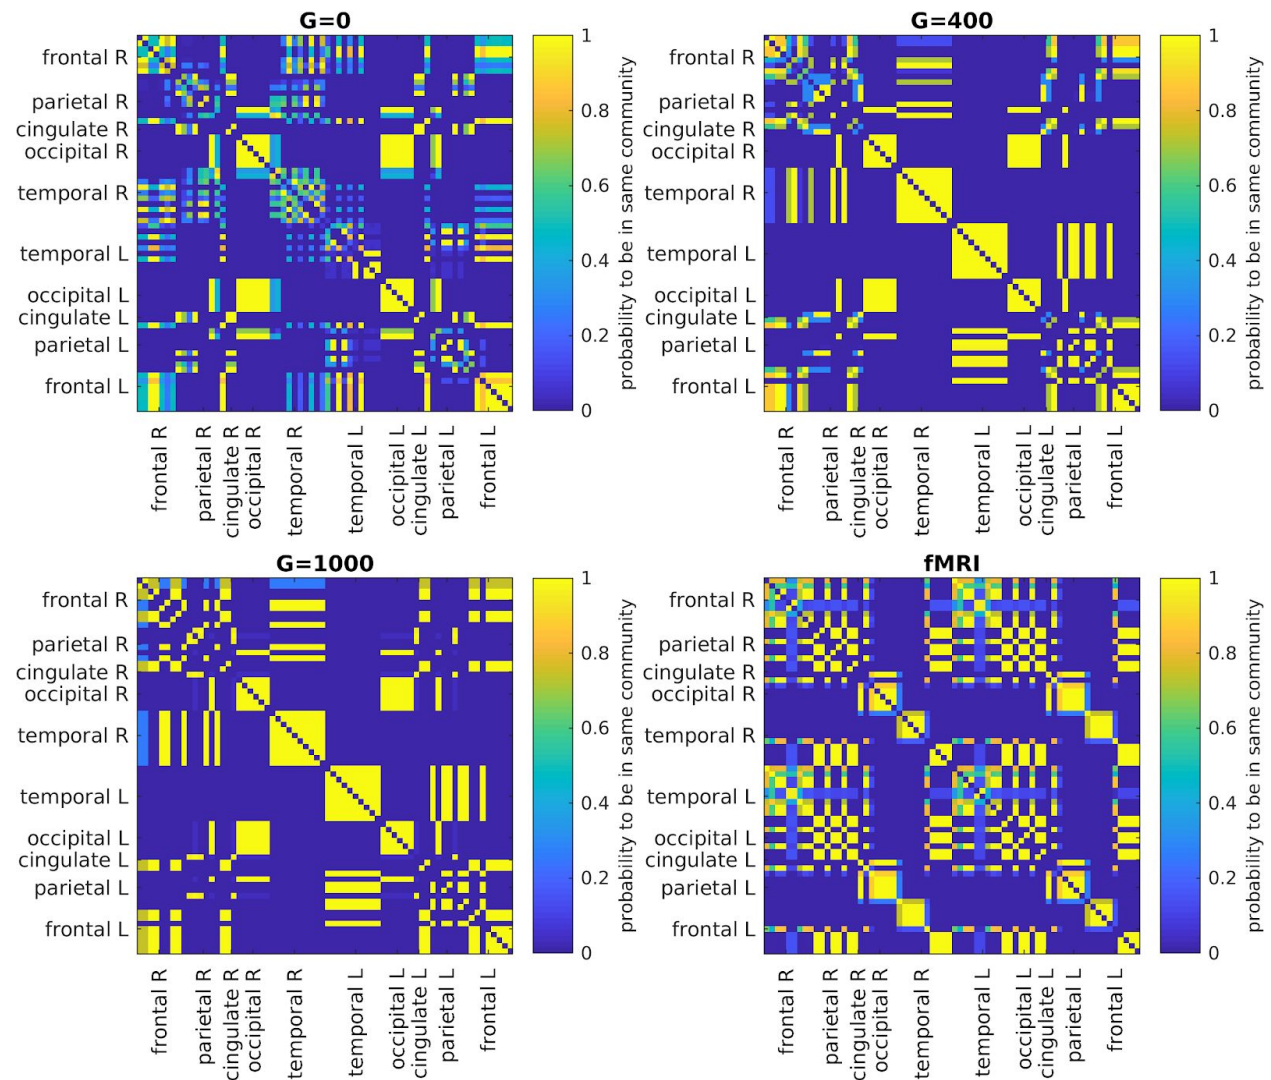 G=0
frontal R
parietal R
cingulate R
occipital R
temporal R
temporal L
occipital L
cingulate L
parietal L
frontal L
frontal R
parietal R
cingulate R
occipital R
temporal R
temporal L
occipital L
cingulate L
parietal L
frontal L
1
0.8
0.6
0.4
0.2
0
probability to be in same community
G=400
frontal R
parietal R
cingulate R
occipital R
temporal R
temporal L
occipital L
cingulate L
parietal L
frontal L
frontal R
parietal R
cingulate R
occipital R
temporal R
temporal L
occipital L
cingulate L
parietal L
frontal L
1
0.8
0.6
0.4
0.2
0
probability to be in same community
G=1000
frontal R
parietal R
cingulate R
occipital R
temporal R
temporal L
occipital L
cingulate L
parietal L
frontal L
frontal R
parietal R
cingulate R
occipital R
temporal R
temporal L
occipital L
cingulate L
parietal L
frontal L
1
0.8
0.6
0.4
0.2
0
probability to be in same community
fMRI
frontal R
parietal R
cingulate R
occipital R
temporal R
temporal L
occipital L
cingulate L
parietal L
frontal L
frontal R
parietal R
cingulate R
occipital R
temporal R
temporal L
occipital L
cingulate L
parietal L
frontal L
1
0.8
0.6
0.4
0.2
0
probability to be in same community